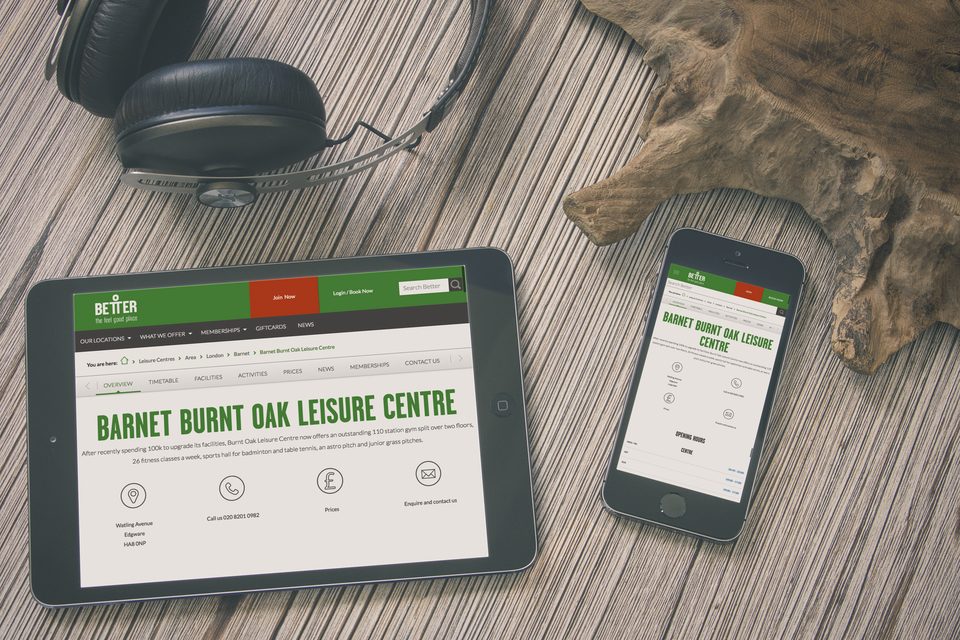 BETTER
the feel good place
Join Now
Login / Book Now
Search Better
OUR LOCATIONS
WHAT WE OFFER
MEMBERSHIPS
GIFTCARDS
NEWS
You are here: > Leisure Centres > Area > London > Barnet > Barnet Burnt Oak Leisure Centre
OVERVIEW
TIMETABLE
FACILITIES
ACTIVITIES
PRICES
NEWS
MEMBERSHIPS
CONTACT US
BARNET BURNT OAK LEISURE CENTRE
After recently spending 100k to upgrade its facilities, Burnt Oak Leisure Centre now offers an outstanding 110 station gym split over two floors,
26 fitness classes a week, sports hall for badminton and table tennis, an astro pitch and junior grass pitches.
Watling Avenue
Edgware
HA8 0NP
Call us 020 8201 0982
£
Prices
Enquire and contact us
BETTER
BARNET BURNT OAK LEISURE
CENTRE
£
OPENING HOURS
CENTRE